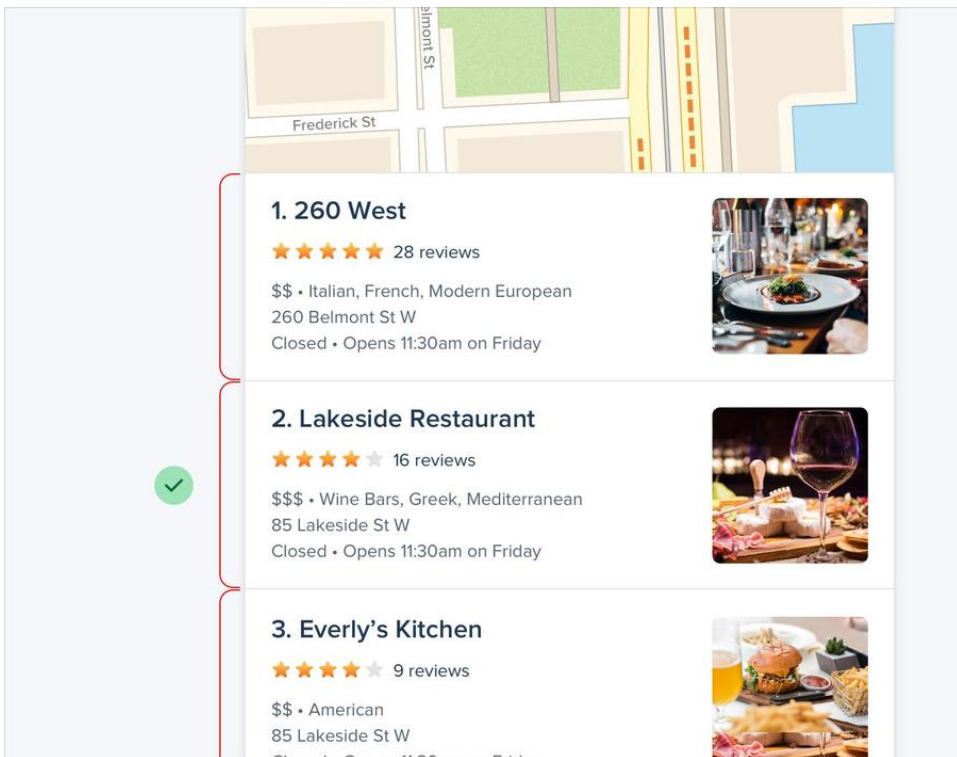 elmont St
Frederick St
1. 260 West
28 reviews
$$ • Italian, French, Modern European
260 Belmont St W
Closed • Opens 11:30am on Friday
2. Lakeside Restaurant
16 reviews
$$$ • Wine Bars, Greek, Mediterranean
85 Lakeside St W
Closed • Opens 11:30am on Friday
3. Everly’s Kitchen
9 reviews
$$ • American
85 Lakeside St W